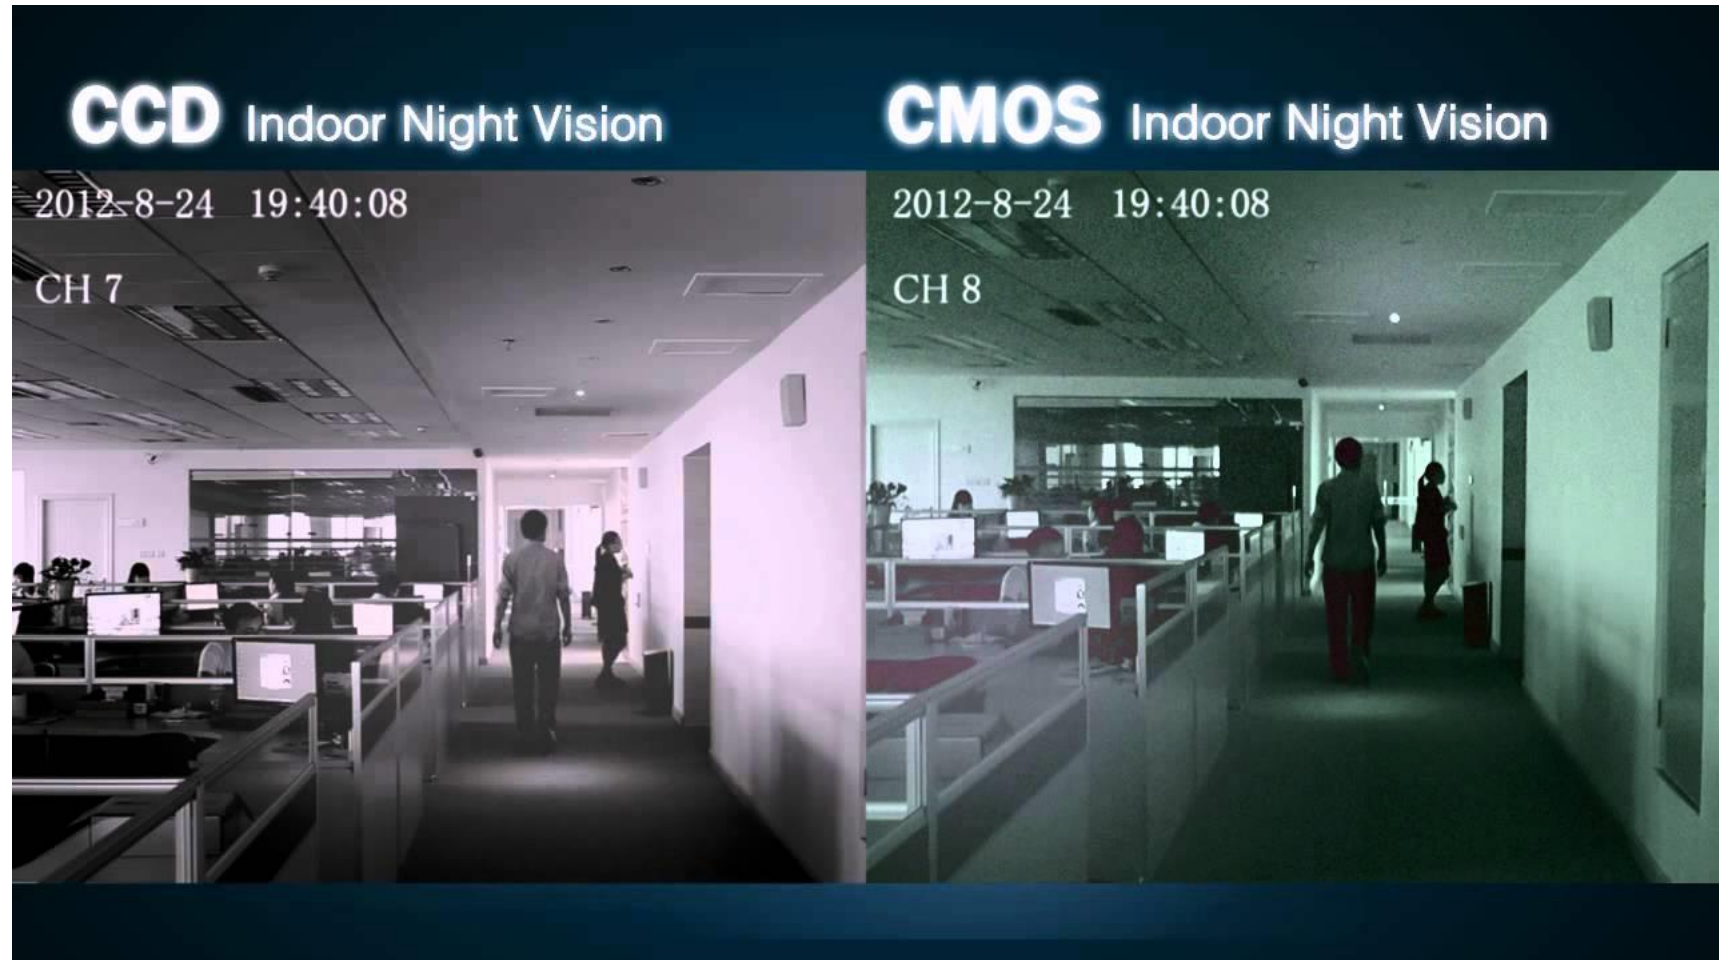 CCD Indoor Night Vision
2012-8-24 19:40:08
CH 7
CMOS Indoor Night Vision
2012-8-24 19:40:08
CH 8